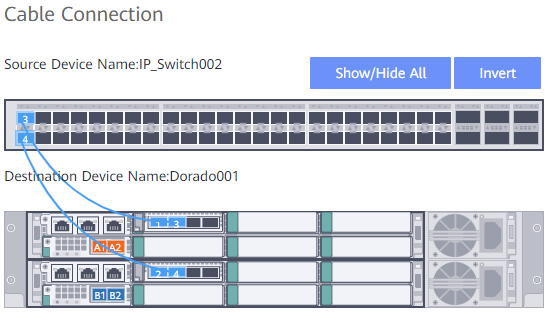 Cable Connection
Source Device Name:IP_Switch002
Show/Hide All
Invert
3
4
Destination Device Name:Dorado001
1 3
A1 A2
2 4
B1 B2